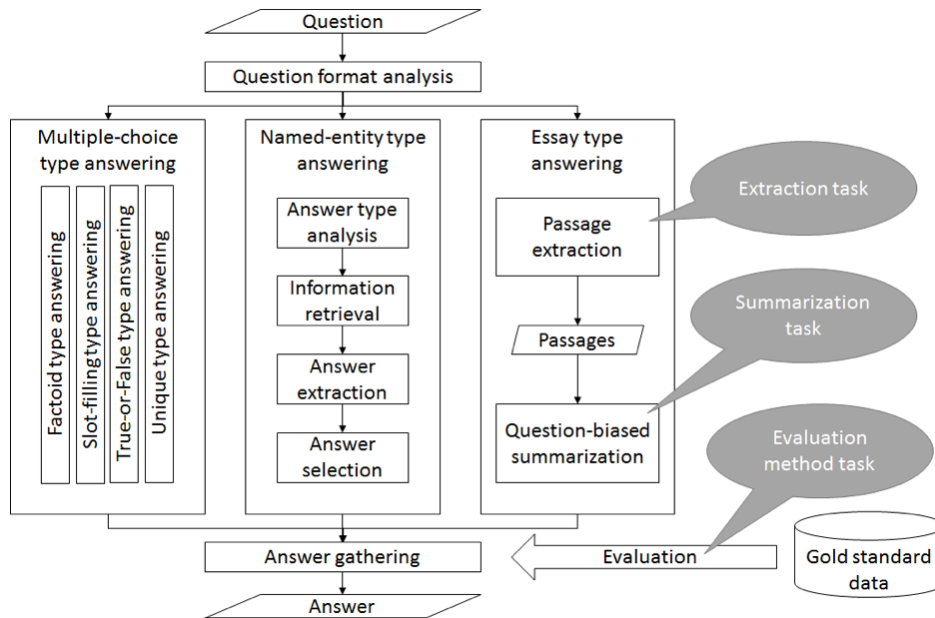 Question
Question format analysis
Multiple-choice
type answering
Factoid type answering
Slot-filling type answering
True-or-False type answering
Unique type answering
Named-entity type
answering
Answer type
analysis
Information
retrieval
Answer
extraction
Answer
selection
Essay type
answering
Passage
extraction
Passages
Question-biased
summarization
Extraction task
Summarization
task
Evaluation
method task
Answer gathering
Evaluation
Gold standard
data
Answer